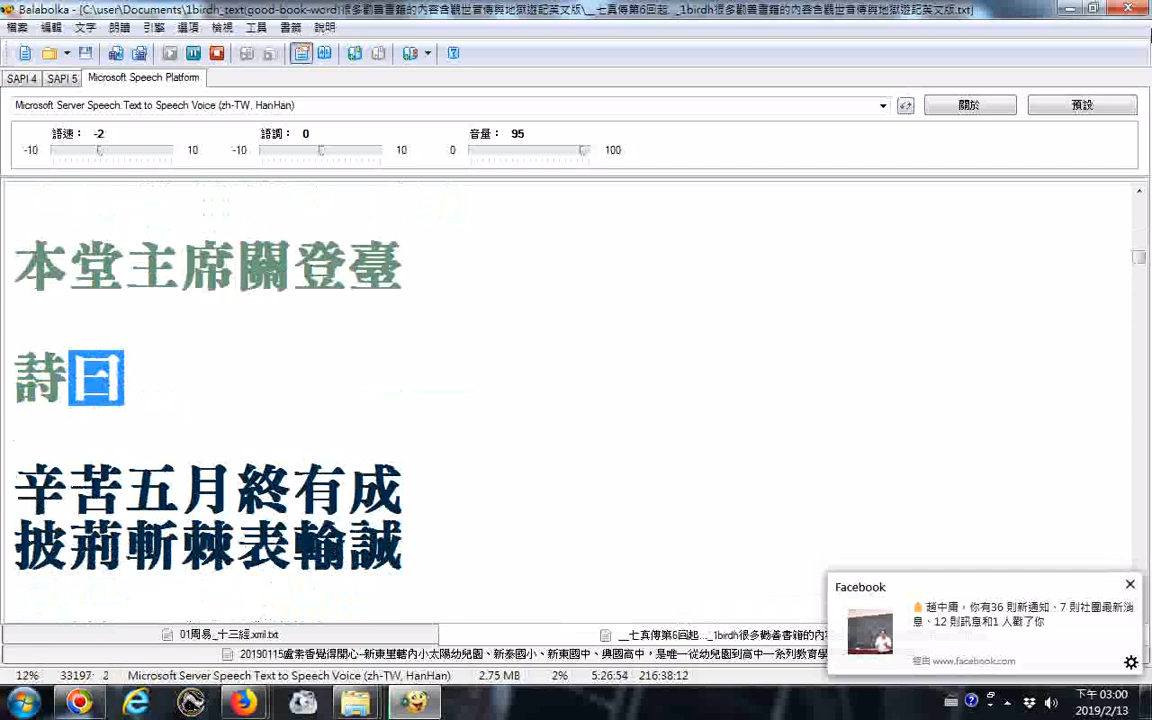 Balabolka - [C:\user\Documents\1birdh_text\good-book-word\很多勸善書籍的內容含觀世音傳與地獄遊記英文版\__七真傳第6回起..._1birdh很多勸善書籍的內容含觀世音傳與地獄遊記英文版.txt]
檔案 編輯 文字 朗讀 引擎 選項 檢視 工具 書籤 說明
SAPI 4 SAPI 5 Microsoft Speech Platform
Microsoft Server Speech Text to Speech Voice (zh-TW, HanHan) 關於 預設
語速： -2 語調： 0 音量： 95
-10 10 -10 10 0 100
本堂主席關登臺
詩曰
辛苦五月終有成
披荊斬棘表輸誠
Facebook
趙中庸，你有36 則新通知、7 則社團最新消
息、12 則訊息和1 人戳了你
經由 www.facebook.com
01周易_十三經.xml.txt __七真傳第6回起..._1birdh很多勸善書籍的內
20190115盧素香覺得開心--新東里轄內小太陽幼兒園、新泰國小、新東國中、興國高中，是唯一從幼兒園到高中一系列教育學
12% 33197 2 Microsoft Server Speech Text to Speech Voice (zh-TW, HanHan) 2.75 MB 2% 5:26:54 216:38:12
下午 03:00
2019/2/13